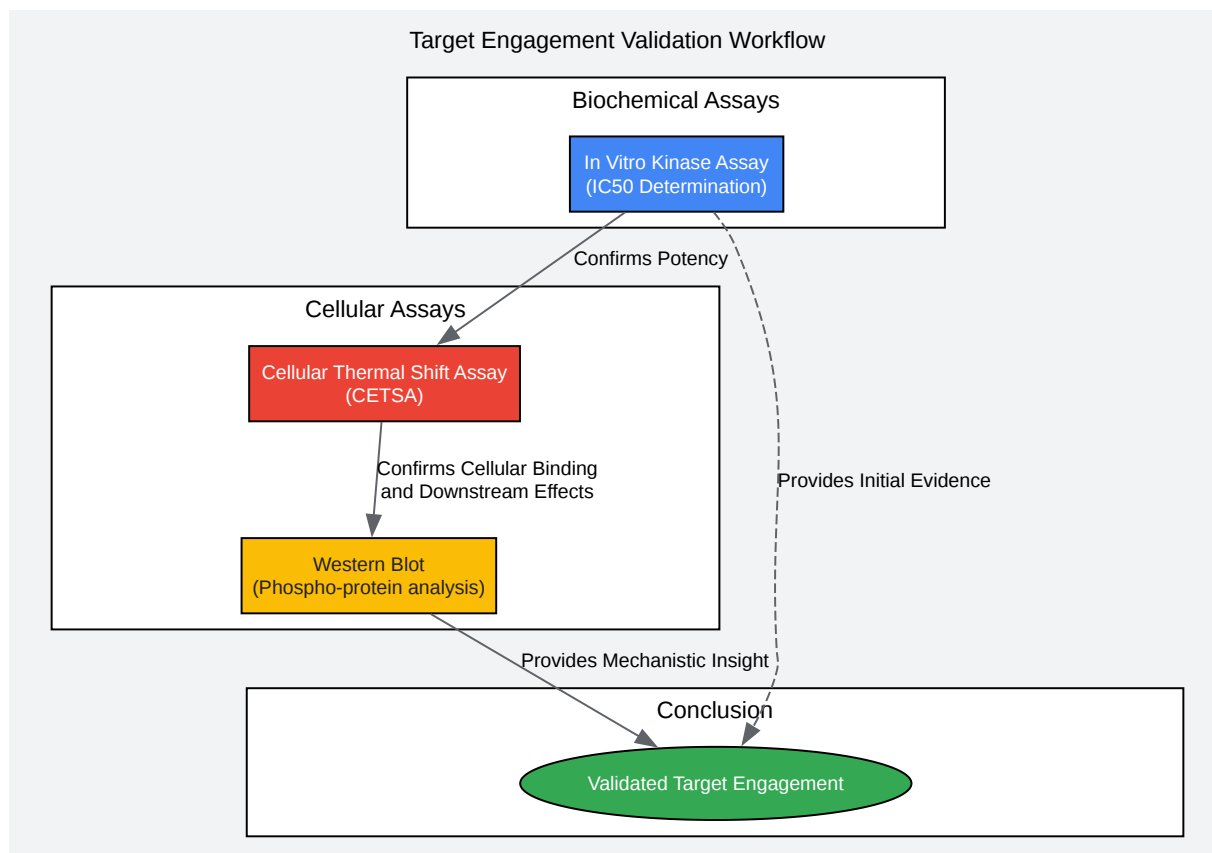 Target Engagement Validation Workflow
Biochemical Assays
In Vitro Kinase Assay
(IC50 Determination)
Confirms Potency
Cellular Assays
Cellular Thermal Shift Assay
(CETSA)
Confirms Cellular Binding
and Downstream Effects
Provides Initial Evidence
Western Blot
(Phospho-protein analysis)
Provides Mechanistic Insight
Conclusion
Validated Target Engagement